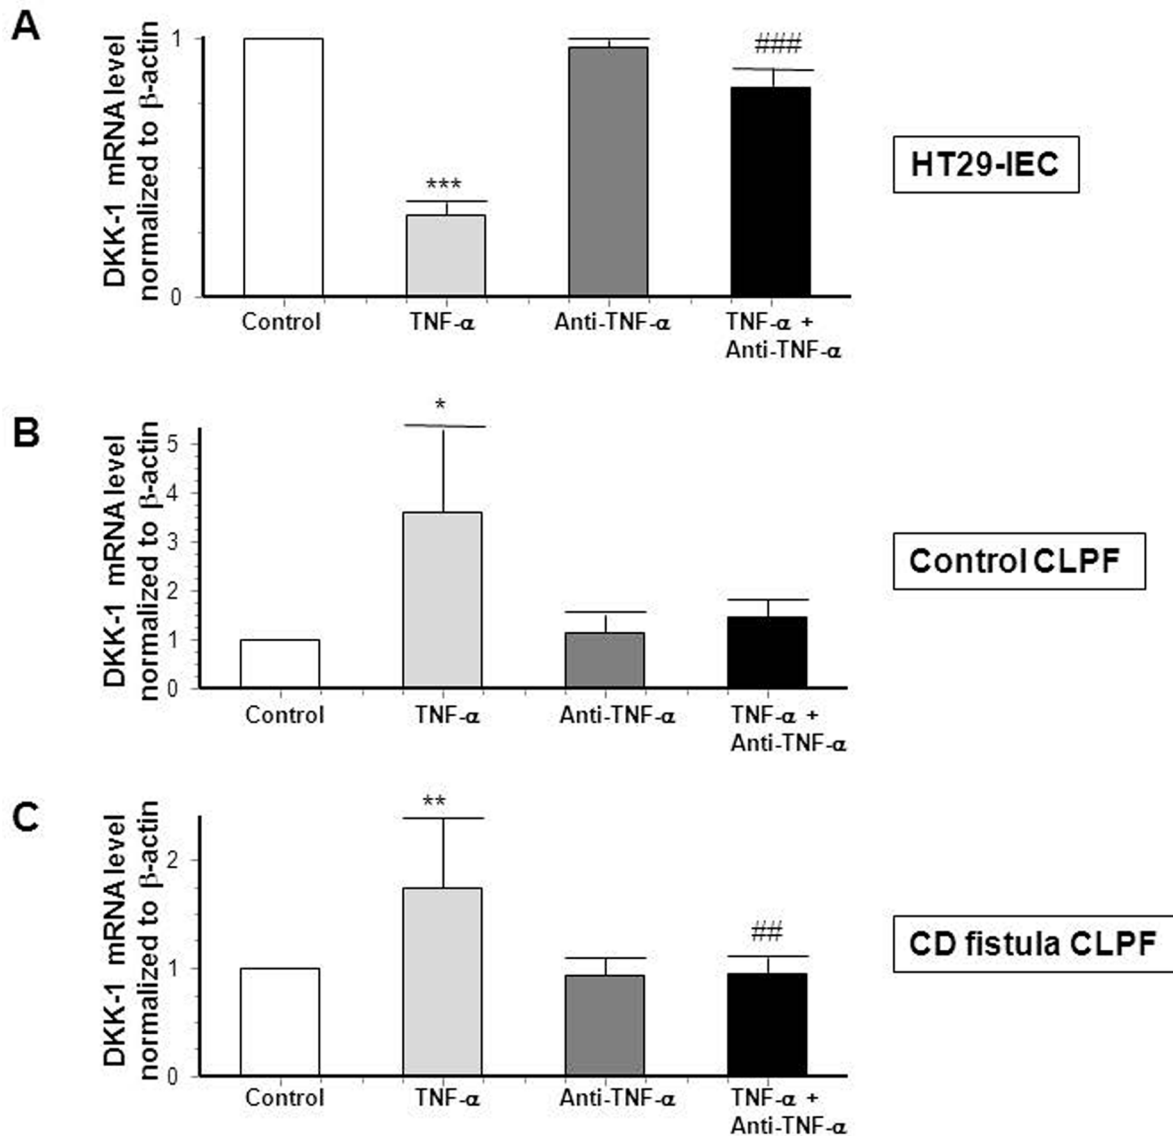 A
DKK-1 mRNA level
normalized to β-actin
1
0
***
###
Control
TNF-α
Anti-TNF-α
TNF-α +
Anti-TNF-α
HT29-IEC
B
DKK-1 mRNA level
normalized to β-actin
5
4
3
2
1
0
*
Control
TNF-α
Anti-TNF-α
TNF-α +
Anti-TNF-α
Control CLPF
C
DKK-1 mRNA level
normalized to β-actin
2
1
0
**
##
Control
TNF-α
Anti-TNF-α
TNF-α +
Anti-TNF-α
CD fistula CLPF